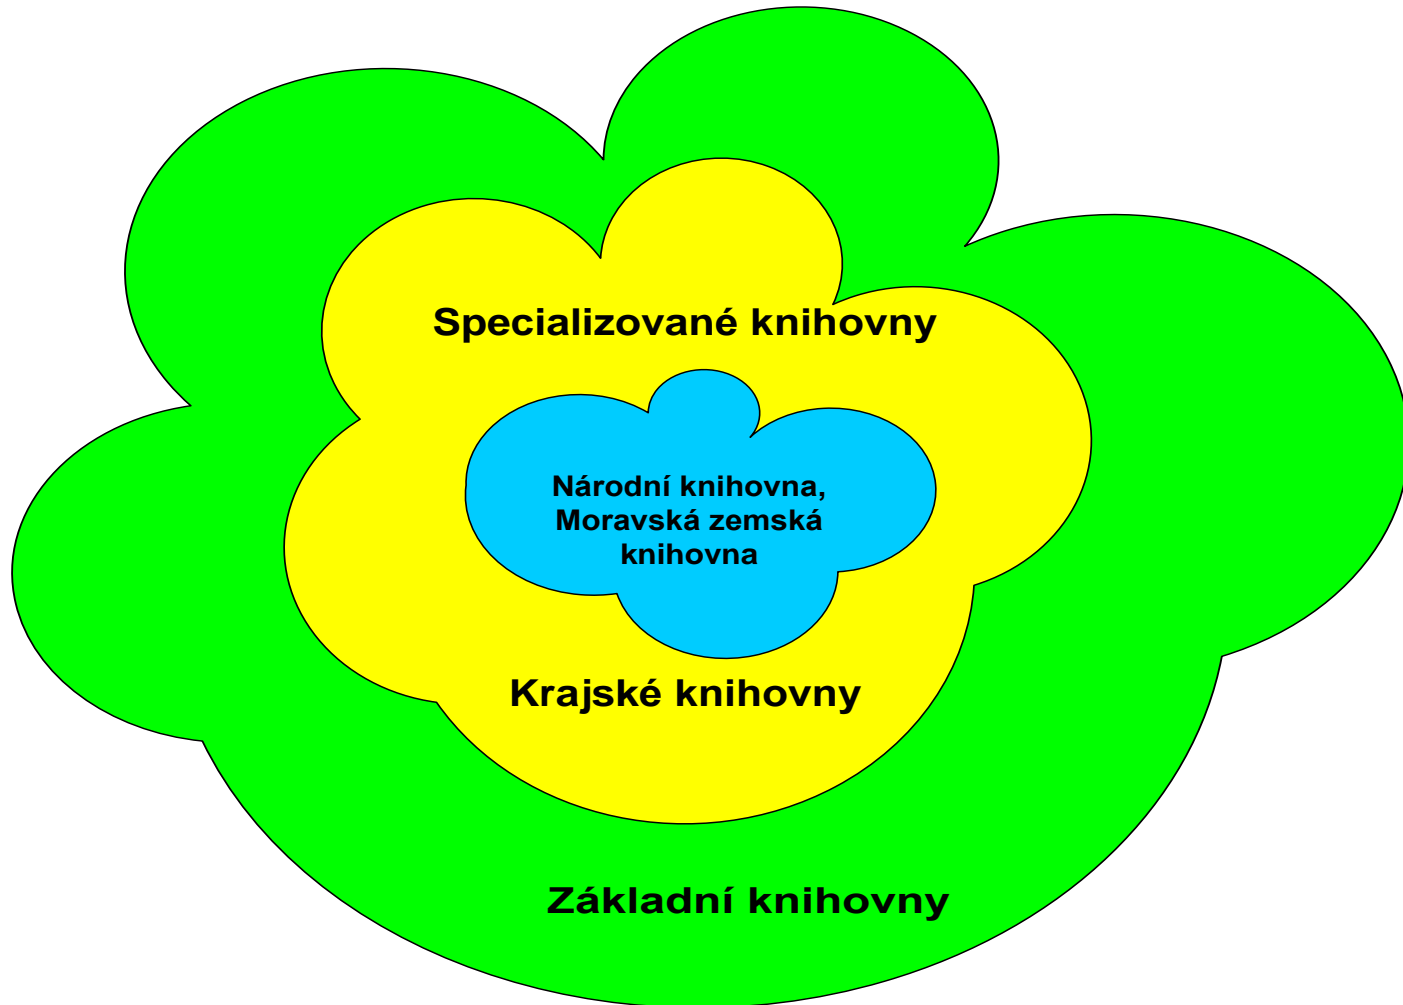 Specializované knihovny
Národní knihovna,
Moravská zemská
knihovna
Krajské knihovny
Základní knihovny